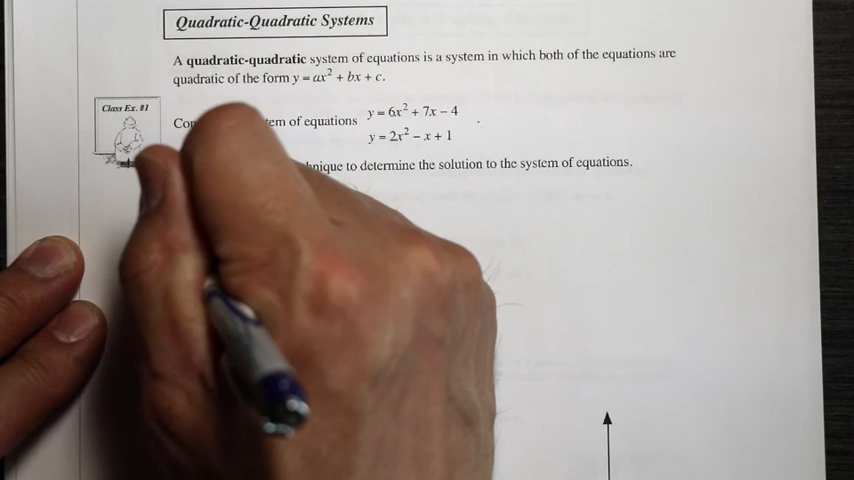 Quadratic-Quadratic Systems
A quadratic-quadratic system of equations is a system in which both of the equations are
quadratic of the form y = ax² + bx + c.
Class Ex. #1
of equations y = 6x² + 7x − 4
y = 2x² − x + 1
to determine the solution to the system of equations.